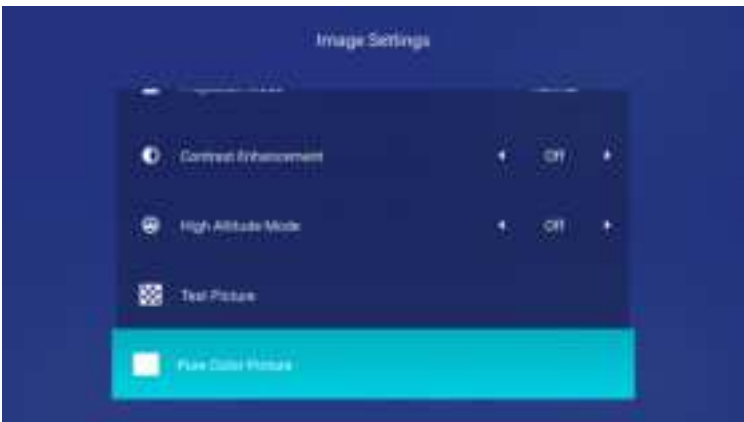 Image Settings
Contrast Enhancement
Off
High Altitude Mode
Off
Test Picture
Pure Color Picture